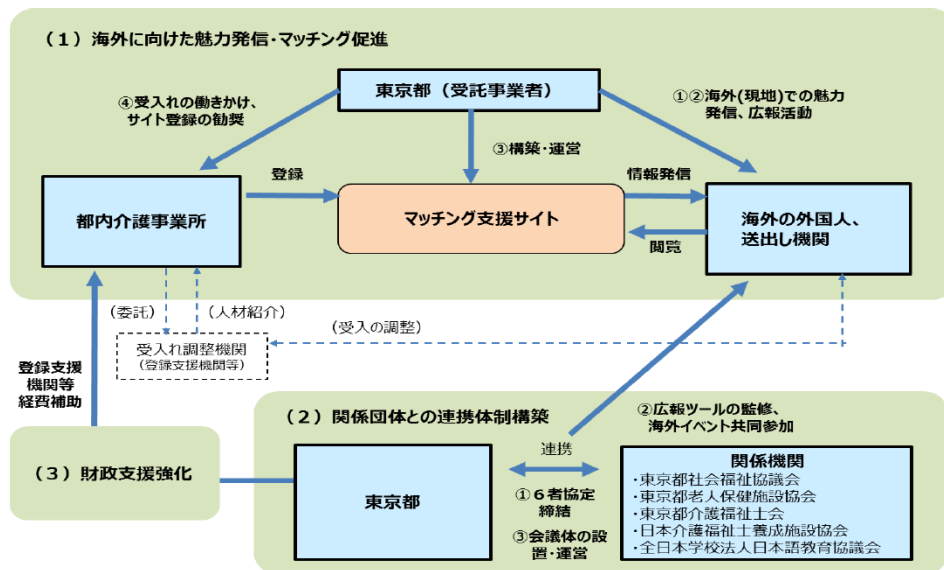 （１）海外に向けた魅力発信・マッチング促進
東京都（受託事業者）
④受入れの働きかけ、
サイト登録の勧奨
①②海外(現地)での魅力
発信、広報活動
③構築・運営
登録
情報発信
都内介護事業所
マッチング支援サイト
海外の外国人、
送出し機関
閲覧
（委託）
（人材紹介）
（受入の調整）
受入れ調整機関
（登録支援機関等）
登録支援
機関等
経費補助
（２）関係団体との連携体制構築
②広報ツールの監修、
海外イベント共同参加
連携
（３）財政支援強化
東京都
①６者協定
締結
③会議体の設
置・運営
関係機関
・東京都社会福祉協議会
・東京都老人保健施設協会
・東京都介護福祉士会
・日本介護福祉士養成施設協会
・全日本学校法人日本語教育協議会